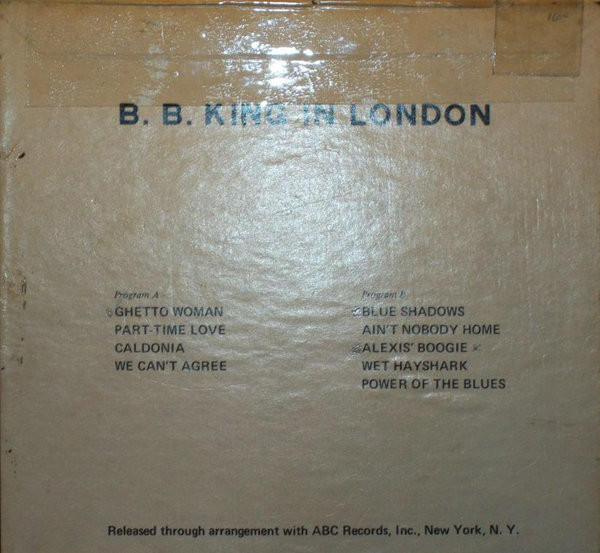 B. B. KING IN LONDON
Program A
GHETTO WOMAN
PART-TIME LOVE
CALDONIA
WE CAN'T AGREE
Program B
BLUE SHADOWS
AIN'T NOBODY HOME
ALEXIS' BOOGIE
WET HAYSHARK
POWER OF THE BLUES
Released through arrangement with ABC Records, Inc., New York, N. Y.